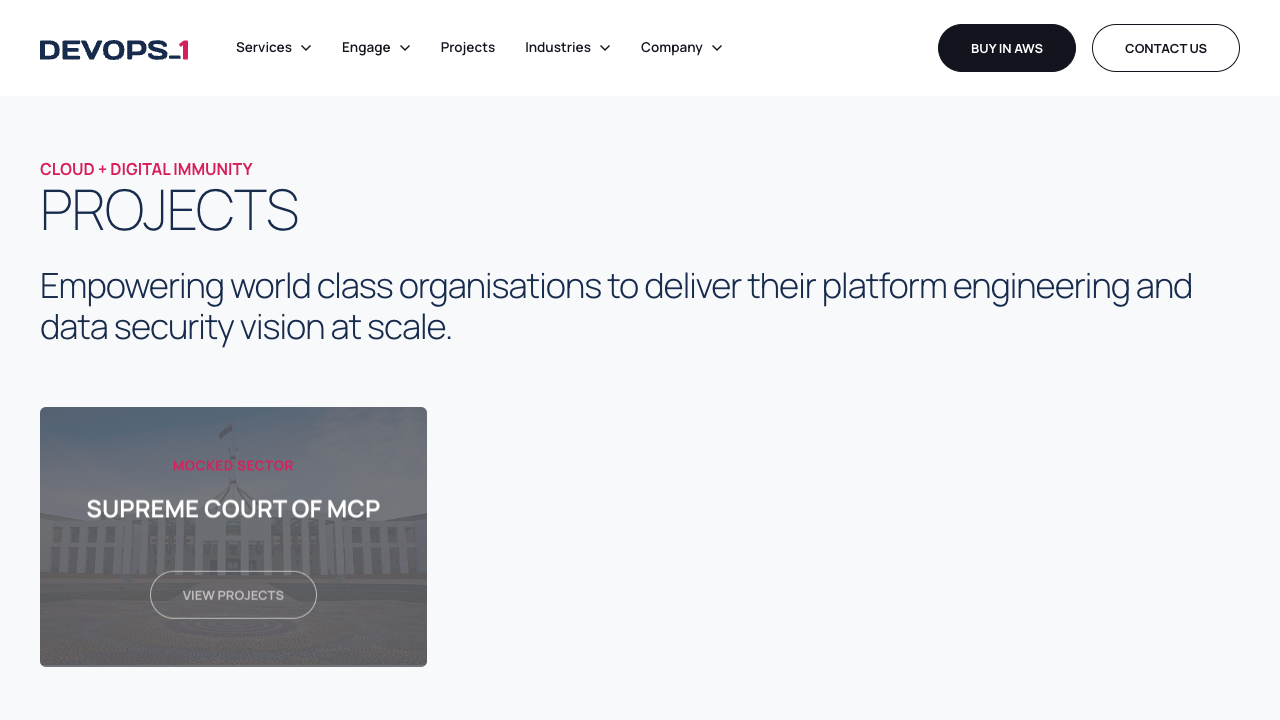 DEVOPS_1
Services
Engage
Projects
Industries
Company
BUY IN AWS
CONTACT US
CLOUD + DIGITAL IMMUNITY
PROJECTS
Empowering world class organisations to deliver their platform engineering and
data security vision at scale.
MOCKED SECTOR
SUPREME COURT OF MCP
VIEW PROJECTS